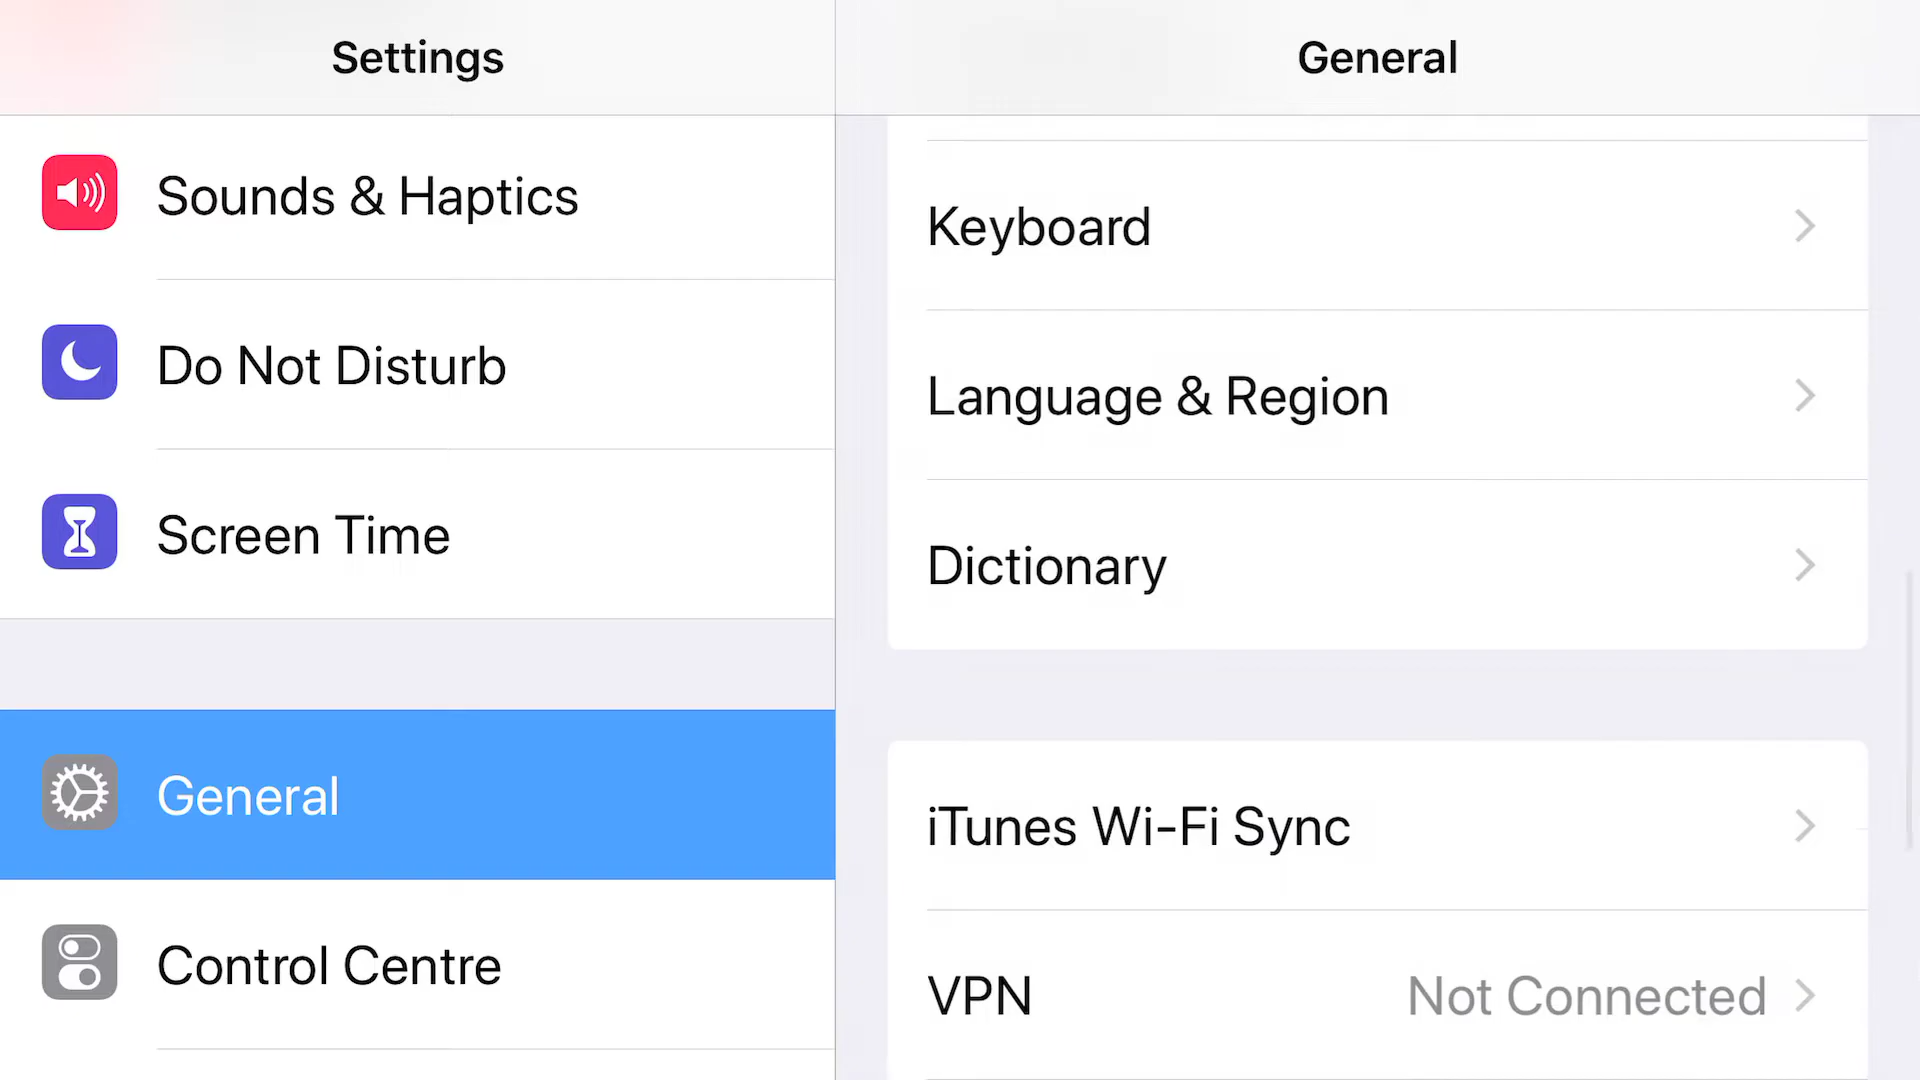 Settings
Sounds & Haptics
Do Not Disturb
Screen Time
General
Control Centre
General
Keyboard
Language & Region
Dictionary
iTunes Wi-Fi Sync
VPN Not Connected